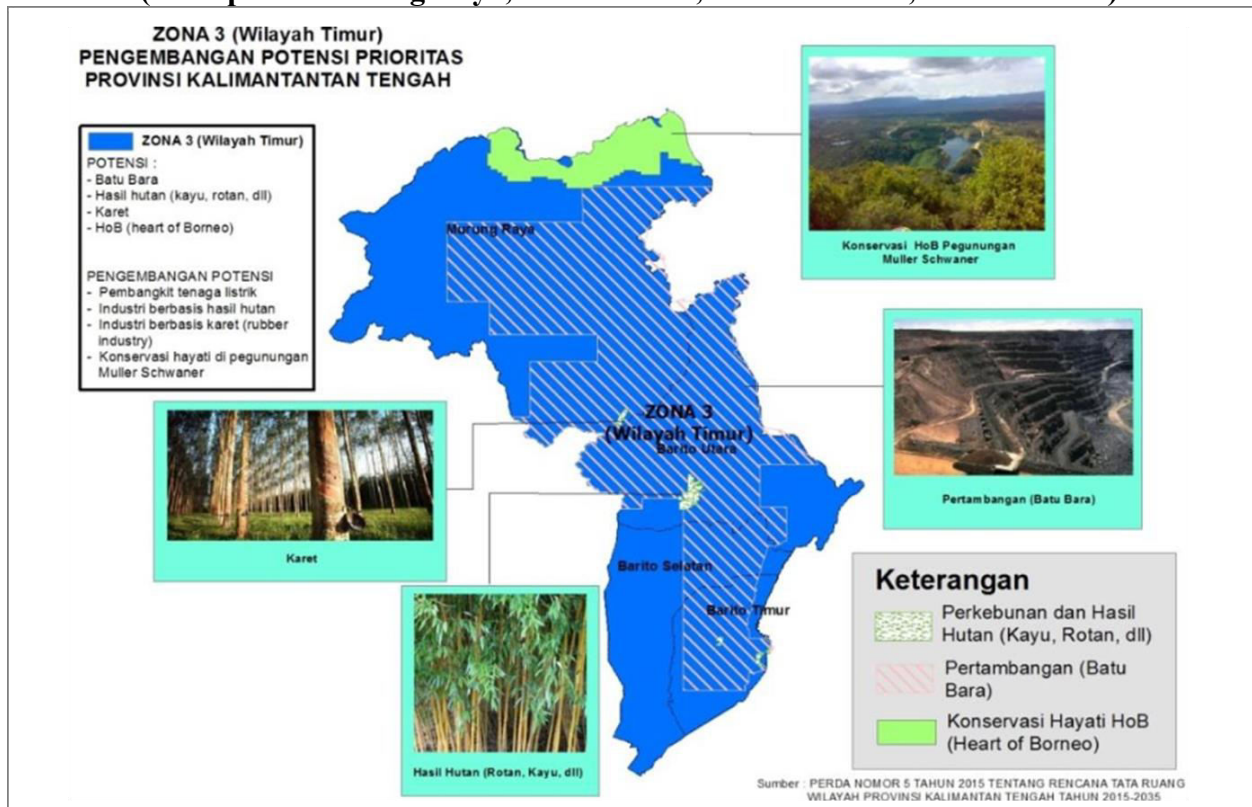 ZONA 3 (Wilayah Timur)
PENGEMBANGAN POTENSI PRIORITAS
PROVINSI KALIMANTANTAN TENGAH
ZONA 3 (Wilayah Timur)
POTENSI :
- Batu Bara
- Hasil hutan (kayu, rotan, dll)
- Karet
- HoB (heart of Borneo)
PENGEMBANGAN POTENSI
- Pembangkit tenaga listrik
- Industri berbasis hasil hutan
- Industri berbasis karet (rubber
industry)
- Konservasi hayati di pegunungan
Muller Schwaner
Konservasi HoB Pegunungan
Muller Schwaner
Murung Raya
ZONA 3
(Wilayah Timur)
Barito Utara
Pertambangan (Batu Bara)
Karet
Barito Selatan
Barito Timur
Hasil Hutan (Rotan, Kayu, dll)
Keterangan
Perkebunan dan Hasil
Hutan (Kayu, Rotan, dll)
Pertambangan (Batu
Bara)
Konservasi Hayati HoB
(Heart of Borneo)
Sumber : PERDA NOMOR 5 TAHUN 2015 TENTANG RENCANA TATA RUANG
WILAYAH PROVINSI KALIMANTAN TENGAH TAHUN 2015-2035